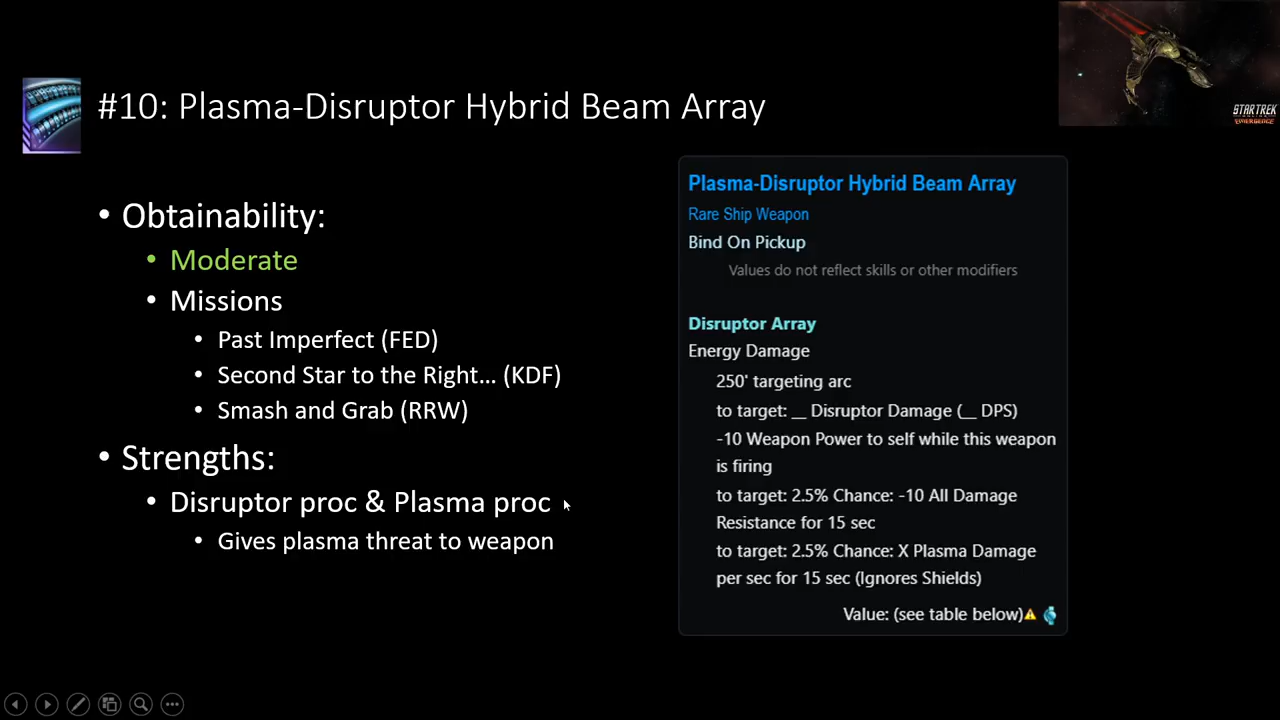 STAR TREK
EMERGENCE
#10: Plasma-Disruptor Hybrid Beam Array
• Obtainability:
• Moderate
• Missions
• Past Imperfect (FED)
• Second Star to the Right... (KDF)
• Smash and Grab (RRW)
• Strengths:
• Disruptor proc & Plasma proc
• Gives plasma threat to weapon
Plasma-Disruptor Hybrid Beam Array
Rare Ship Weapon
Bind On Pickup
Values do not reflect skills or other modifiers
Disruptor Array
Energy Damage
250' targeting arc
to target: __ Disruptor Damage (__ DPS)
-10 Weapon Power to self while this weapon
is firing
to target: 2.5% Chance: -10 All Damage
Resistance for 15 sec
to target: 2.5% Chance: X Plasma Damage
per sec for 15 sec (Ignores Shields)
Value: (see table below)